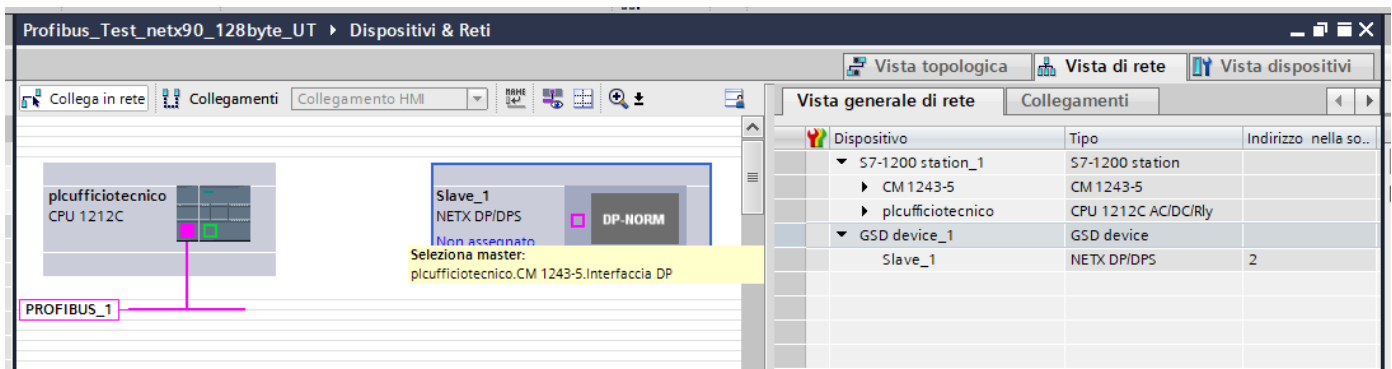 Profibus_Test_netx90_128byte_UT ▸ Dispositivi & Reti
Vista topologica Vista di rete Vista dispositivi
Collega in rete Collegamenti Collegamento HMI NAME ±
Vista generale di rete Collegamenti
Dispositivo Tipo Indirizzo nella so..
S7-1200 station_1 S7-1200 station
CM 1243-5 CM 1243-5
plcufficiotecnico CPU 1212C AC/DC/Rly
GSD device_1 GSD device
Slave_1 NETX DP/DPS 2
plcufficiotecnico
CPU 1212C
Slave_1
NETX DP/DPS
DP-NORM
Non assegnato
Seleziona master:
plcufficiotecnico.CM 1243-5.Interfaccia DP
PROFIBUS_1